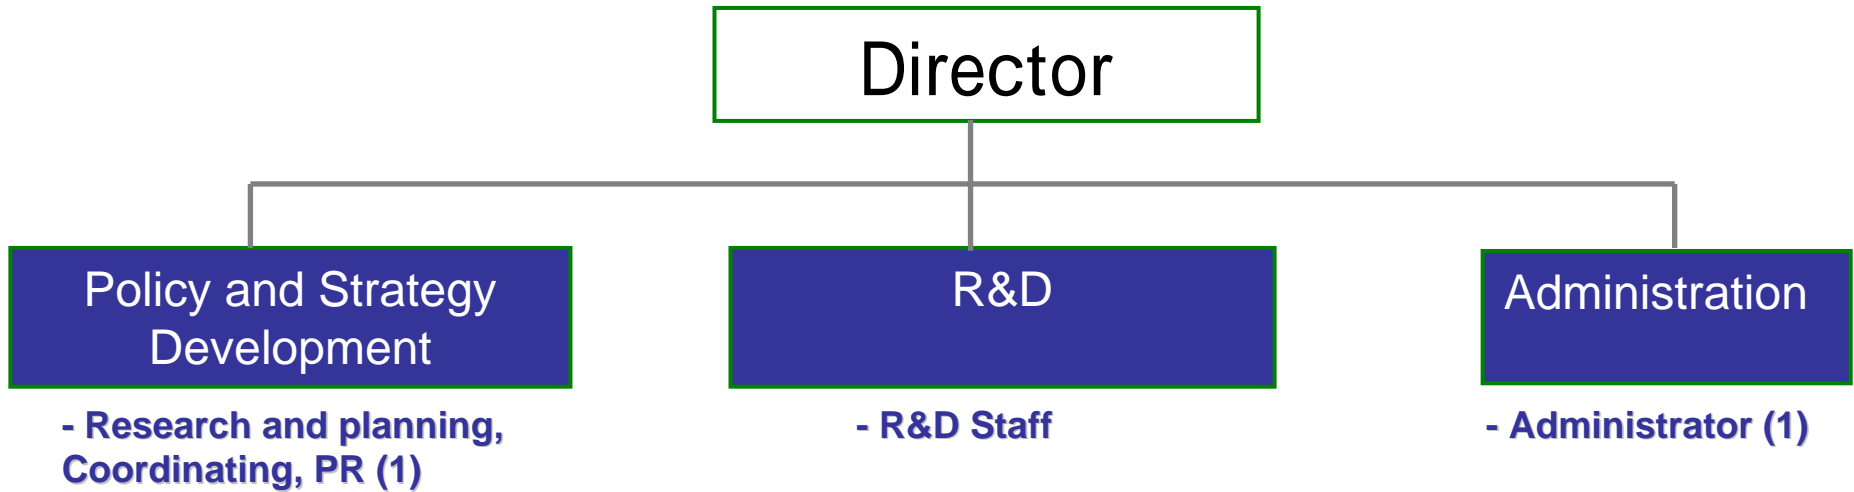 Director
Policy and Strategy
Development
R&D
Administration
- Research and planning,
Coordinating, PR (1)
- R&D Staff
- Administrator (1)